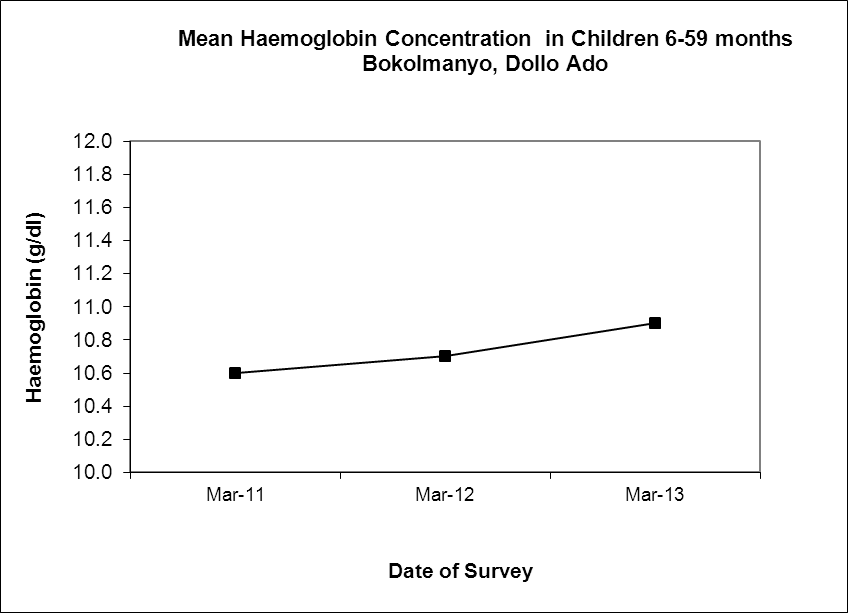 Mean Haemoglobin Concentration  in Children 6-59 months
Bokolmanyo, Dollo Ado
Haemoglobin (g/dl)
12.0
11.8
11.6
11.4
11.2
11.0
10.8
10.6
10.4
10.2
10.0
Mar-11
Mar-12
Mar-13
Date of Survey